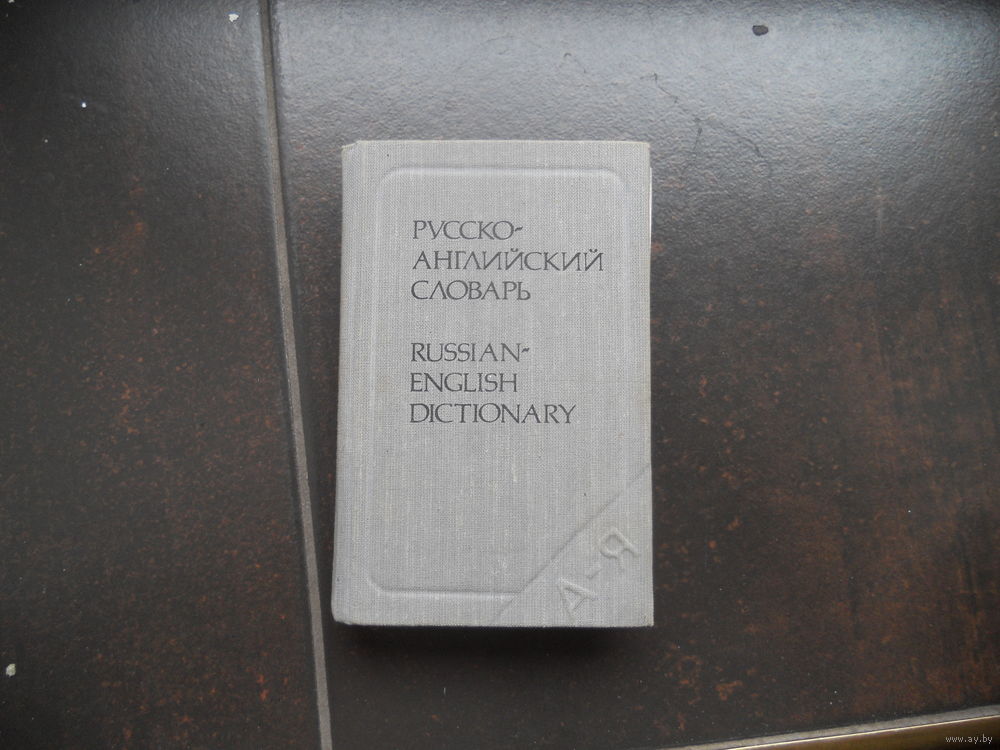 РУССКО-
АНГЛИЙСКИЙ
СЛОВАРЬ
RUSSIAN-
ENGLISH
DICTIONARY
А-Я
www.ay.by